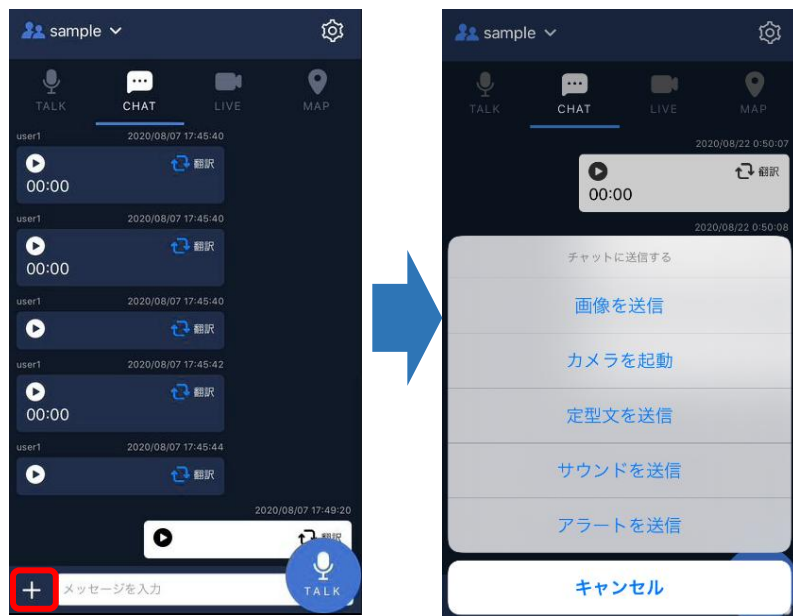 sample
TALK CHAT LIVE MAP
user1 2020/08/07 17:45:40
翻訳
00:00
user1 2020/08/07 17:45:40
翻訳
00:00
user1 2020/08/07 17:45:40
翻訳
user1 2020/08/07 17:45:42
翻訳
00:00
user1 2020/08/07 17:45:44
翻訳
2020/08/07 17:49:20
翻訳
メッセージを入力
TALK
sample
TALK CHAT LIVE MAP
2020/08/22 0:50:07
翻訳
00:00
2020/08/22 0:50:08
チャットに送信する
画像を送信
カメラを起動
定型文を送信
サウンドを送信
アラートを送信
キャンセル